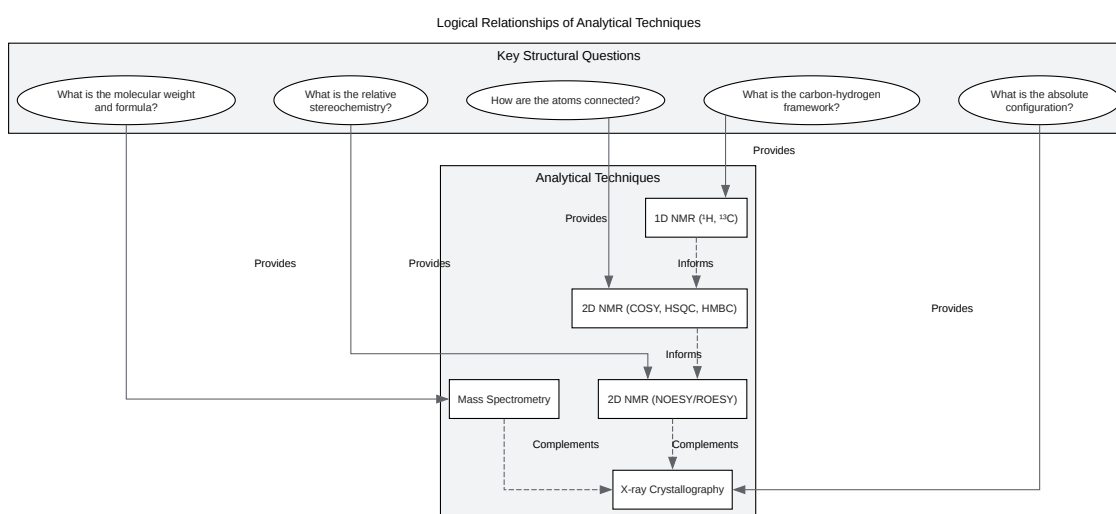 Logical Relationships of Analytical Techniques
Key Structural Questions
What is the molecular weight
and formula?
What is the relative
stereochemistry?
How are the atoms connected?
What is the carbon-hydrogen
framework?
What is the absolute
configuration?
Provides
Analytical Techniques
Provides
1D NMR (¹H, ¹³C)
Provides
Provides
Informs
2D NMR (COSY, HSQC, HMBC)
Provides
Informs
Mass Spectrometry
2D NMR (NOESY/ROESY)
Complements
Complements
X-ray Crystallography